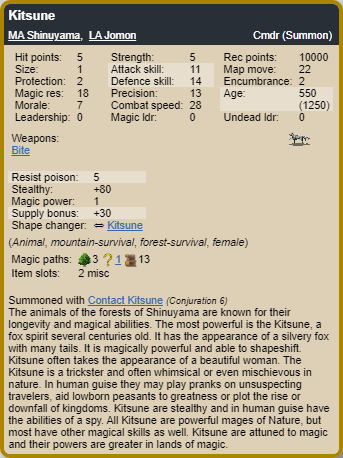 Kitsune
MA Shinuyama, LA Jomon Cmdr (Summon)
Hit points: 5 Strength: 5 Rec points: 10000
Size: 1 Attack skill: 11 Map move: 22
Protection: 2 Defence skill: 14 Encumbrance: 2
Magic res: 18 Precision: 13 Age: 550
Morale: 7 Combat speed: 28 (1250)
Leadership: 0 Magic ldr: 0 Undead ldr: 0
Weapons:
Bite
Resist poison: 5
Stealthy: +80
Magic power: 1
Supply bonus: +30
Shape changer: ⇔ Kitsune
(Animal, mountain-survival, forest-survival, female)
Magic paths: 3 ? 1 13
Item slots: 2 misc
Summoned with Contact Kitsune (Conjuration 6)
The animals of the forests of Shinuyama are known for their
longevity and magical abilities. The most powerful is the Kitsune, a
fox spirit several centuries old. It has the appearance of a silvery fox
with many tails. It is magically powerful and able to shapeshift.
Kitsune often takes the appearance of a beautiful woman. The
Kitsune is a trickster and often whimsical or even mischievous in
nature. In human guise they may play pranks on unsuspecting
travelers, aid lowborn peasants to greatness or plot the rise or
downfall of kingdoms. Kitsune are stealthy and in human guise have
the abilities of a spy. All Kitsune are powerful mages of Nature, but
most have other magical skills as well. Kitsune are attuned to magic
and their powers are greater in lands of magic.